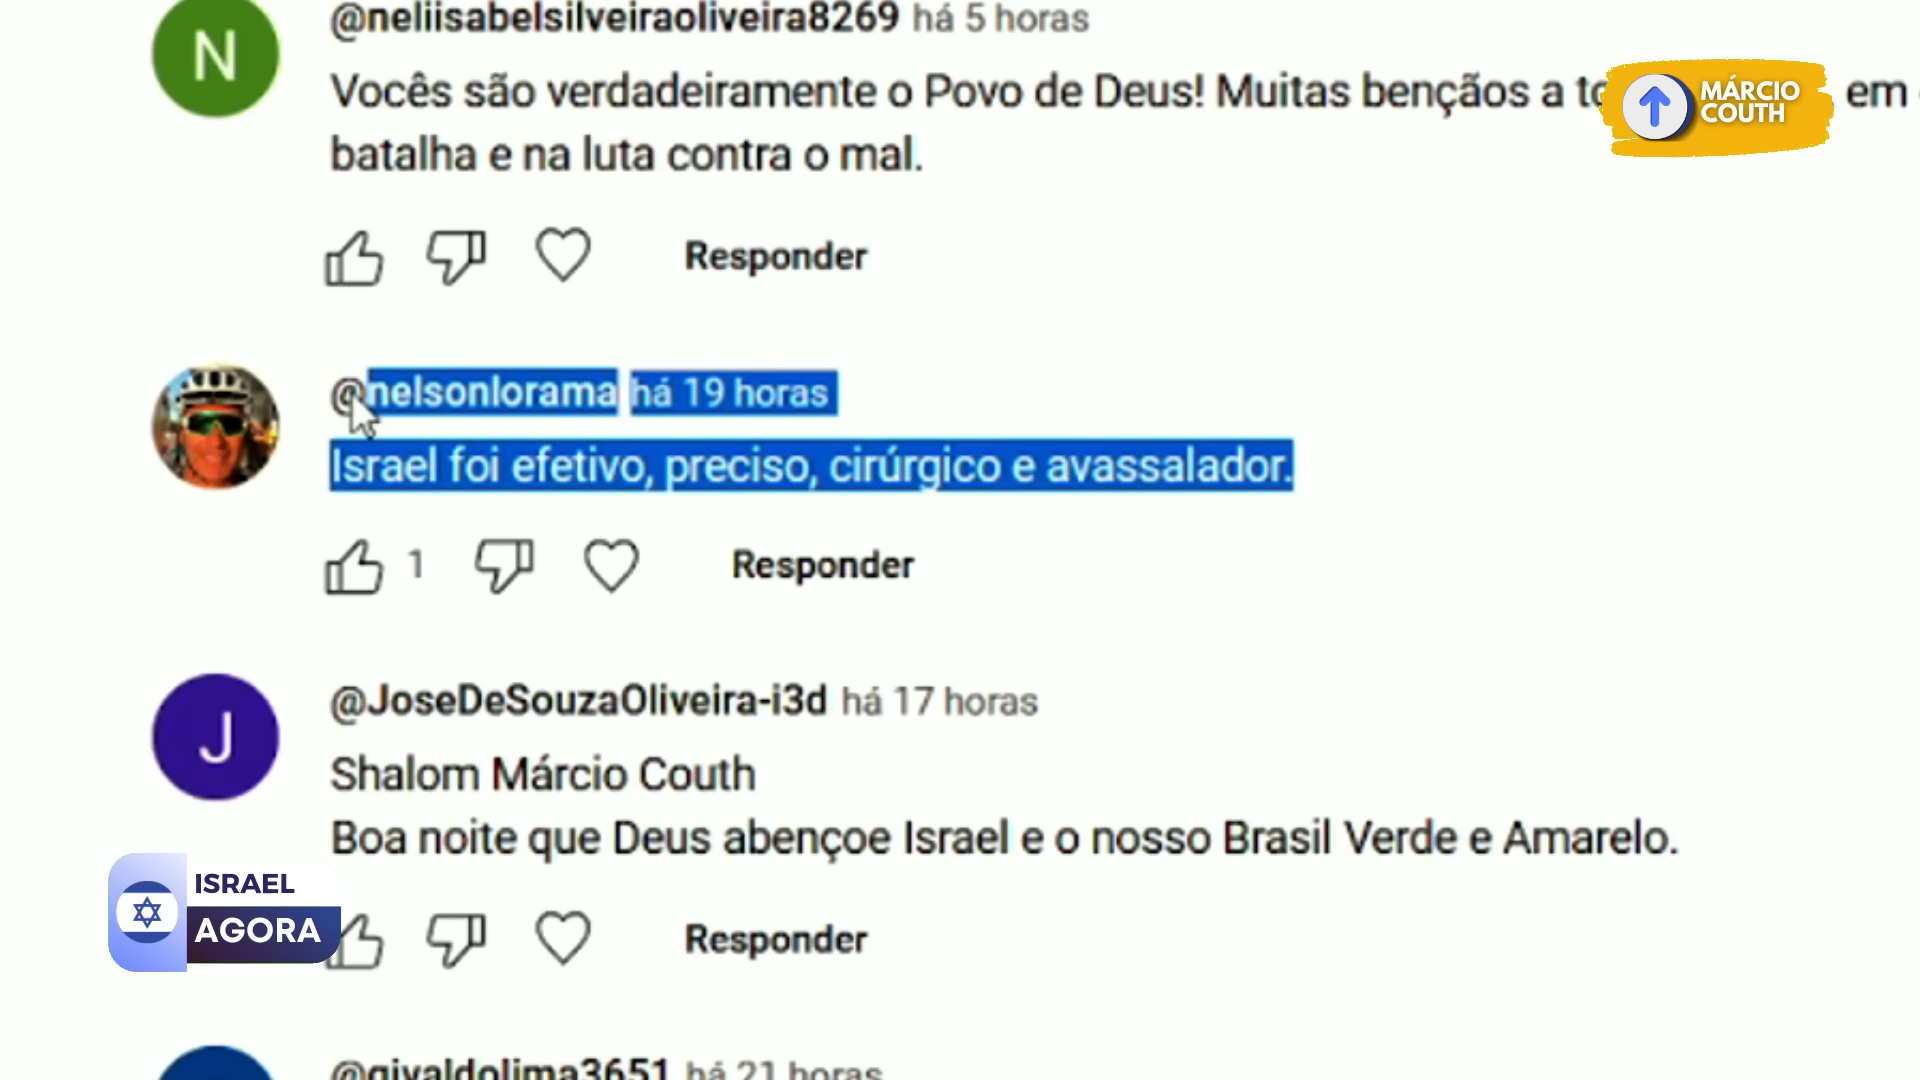 N
@neliisabelsilveiraoliveira8269 há 5 horas
Vocês são verdadeiramente o Povo de Deus! Muitas bençãos a em
batalha e na luta contra o mal.
Responder
MÁRCIO
COUTH
@nelsonlorama há 19 horas
Israel foi efetivo, preciso, cirúrgico e avassalador.
1 Responder
J
@JoseDeSouzaOliveira-i3d há 17 horas
Shalom Márcio Couth
Boa noite que Deus abençoe Israel e o nosso Brasil Verde e Amarelo.
Responder
ISRAEL
AGORA
@givaldolima3651 há 21 horas